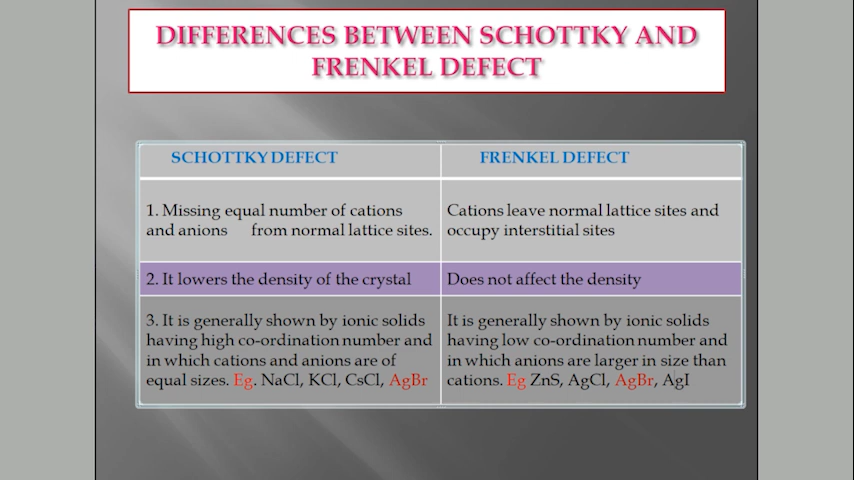 DIFFERENCES BETWEEN SCHOTTKY AND
FRENKEL DEFECT
SCHOTTKY DEFECT
FRENKEL DEFECT
1. Missing equal number of cations
and anions from normal lattice sites.
Cations leave normal lattice sites and
occupy interstitial sites
2. It lowers the density of the crystal
Does not affect the density
3. It is generally shown by ionic solids
having high co-ordination number and
in which cations and anions are of
equal sizes. Eg. NaCl, KCl, CsCl, AgBr
It is generally shown by ionic solids
having low co-ordination number and
in which anions are larger in size than
cations. Eg ZnS, AgCl, AgBr, AgI